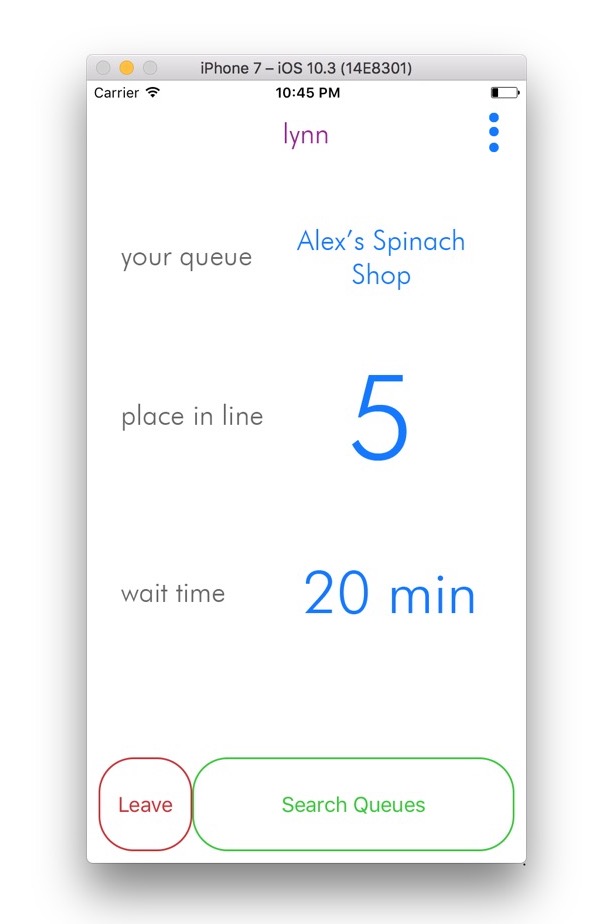 iPhone 7 – iOS 10.3 (14E8301)
Carrier 10:45 PM
lynn
your queue
Alex’s Spinach
Shop
place in line
5
wait time
20 min
Leave
Search Queues